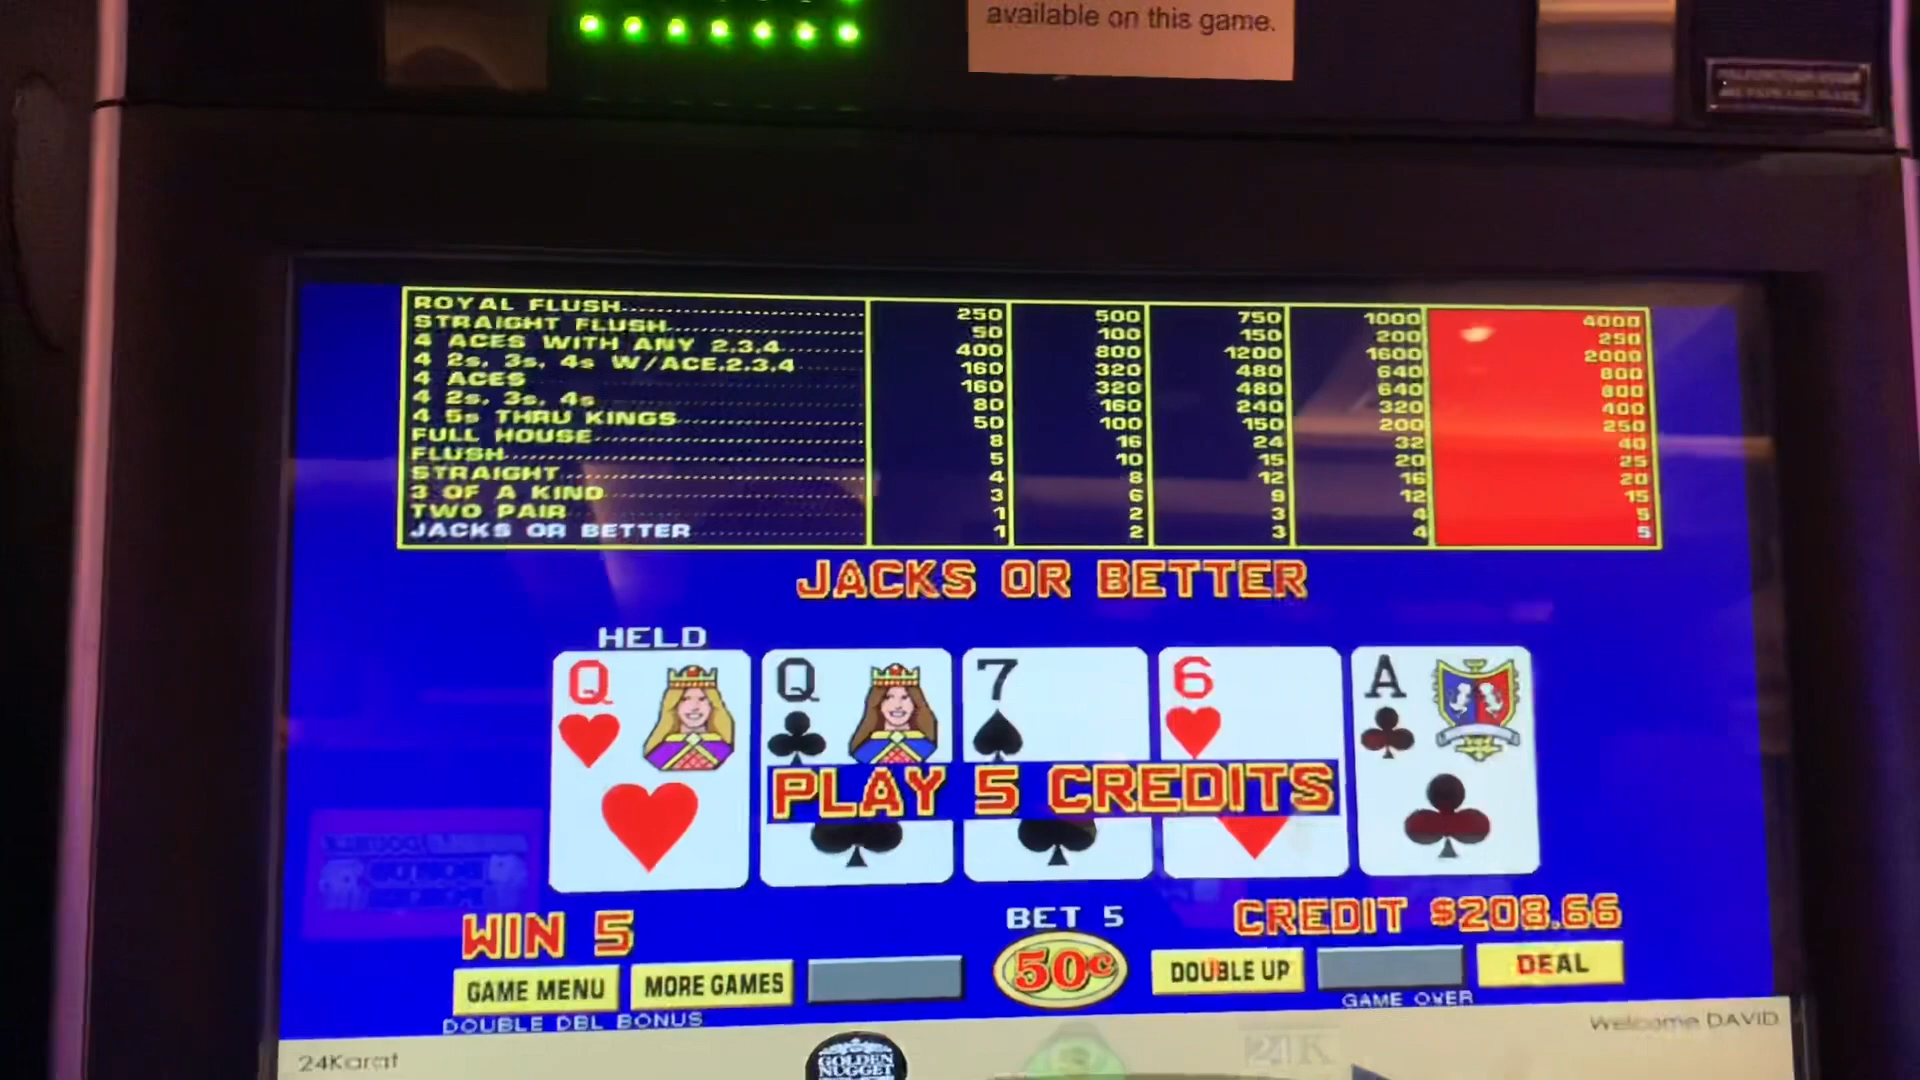 available on this game.
ROYAL FLUSH 250 500 750 1000 4000
STRAIGHT FLUSH 50 100 150 200 250
4 ACES WITH ANY 2,3,4 400 800 1200 1600 2000
4 2s, 3s, 4s W/ACE,2,3,4 160 320 480 640 800
4 ACES 160 320 480 640 800
4 2s, 3s, 4s 80 160 240 320 400
4 5s THRU KINGS 50 100 150 200 250
FULL HOUSE 8 16 24 32 40
FLUSH 5 10 15 20 25
STRAIGHT 4 8 12 16 20
3 OF A KIND 3 6 9 12 15
TWO PAIR 1 2 3 4 5
JACKS OR BETTER 1 2 3 4 5
JACKS OR BETTER
HELD
Q Q 7 6 A
PLAY 5 CREDITS
WIN 5 BET 5 CREDIT $208.66
GAME MENU MORE GAMES 50¢ DOUBLE UP DEAL
DOUBLE DBL BONUS GAME OVER Welcome DAVID
24Karat GOLDEN NUGGET 24K